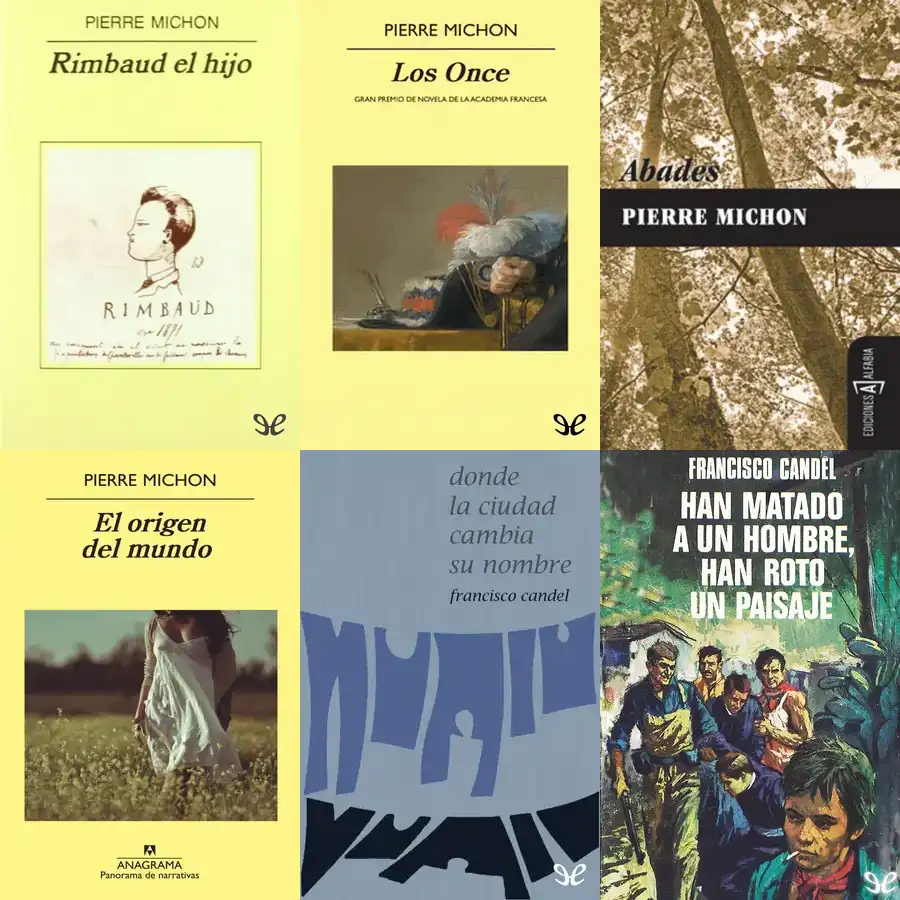 PIERRE MICHON
Rimbaud el hijo
RIMBAUD
1871
PIERRE MICHON
Los Once
GRAN PREMIO DE NOVELA DE LA ACADEMIA FRANCESA
Abades
PIERRE MICHON
EDICIONES ALFABIA
PIERRE MICHON
El origen
del mundo
ANAGRAMA
Panorama de narrativas
donde
la ciudad
cambia
su nombre
francisco candel
FRANCISCO CANDEL
HAN MATADO
A UN HOMBRE,
HAN ROTO
UN PAISAJE